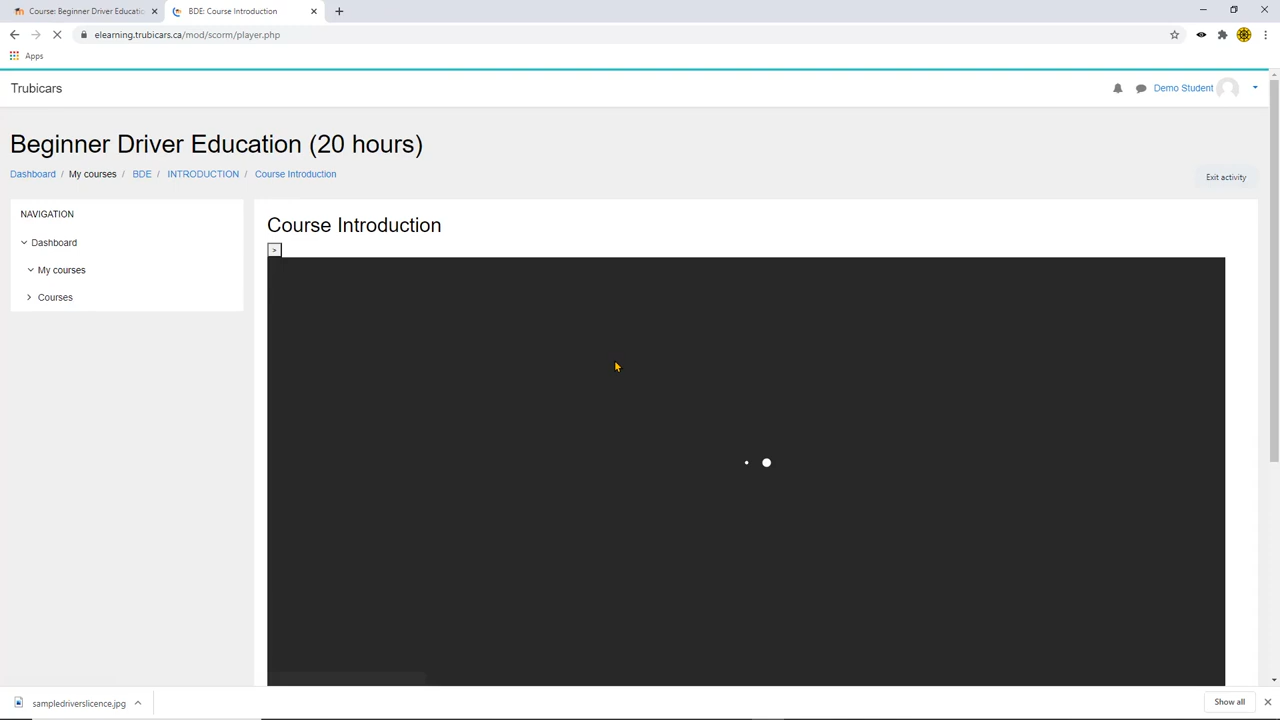 Course: Beginner Driver Educatio
BDE: Course Introduction
elearning.trubicars.ca/mod/scorm/player.php
Apps
Trubicars
Demo Student
Beginner Driver Education (20 hours)
Dashboard / My courses / BDE / INTRODUCTION / Course Introduction
Exit activity
NAVIGATION
Dashboard
My courses
Courses
Course Introduction
>
sampledriverslicence.jpg
Show all